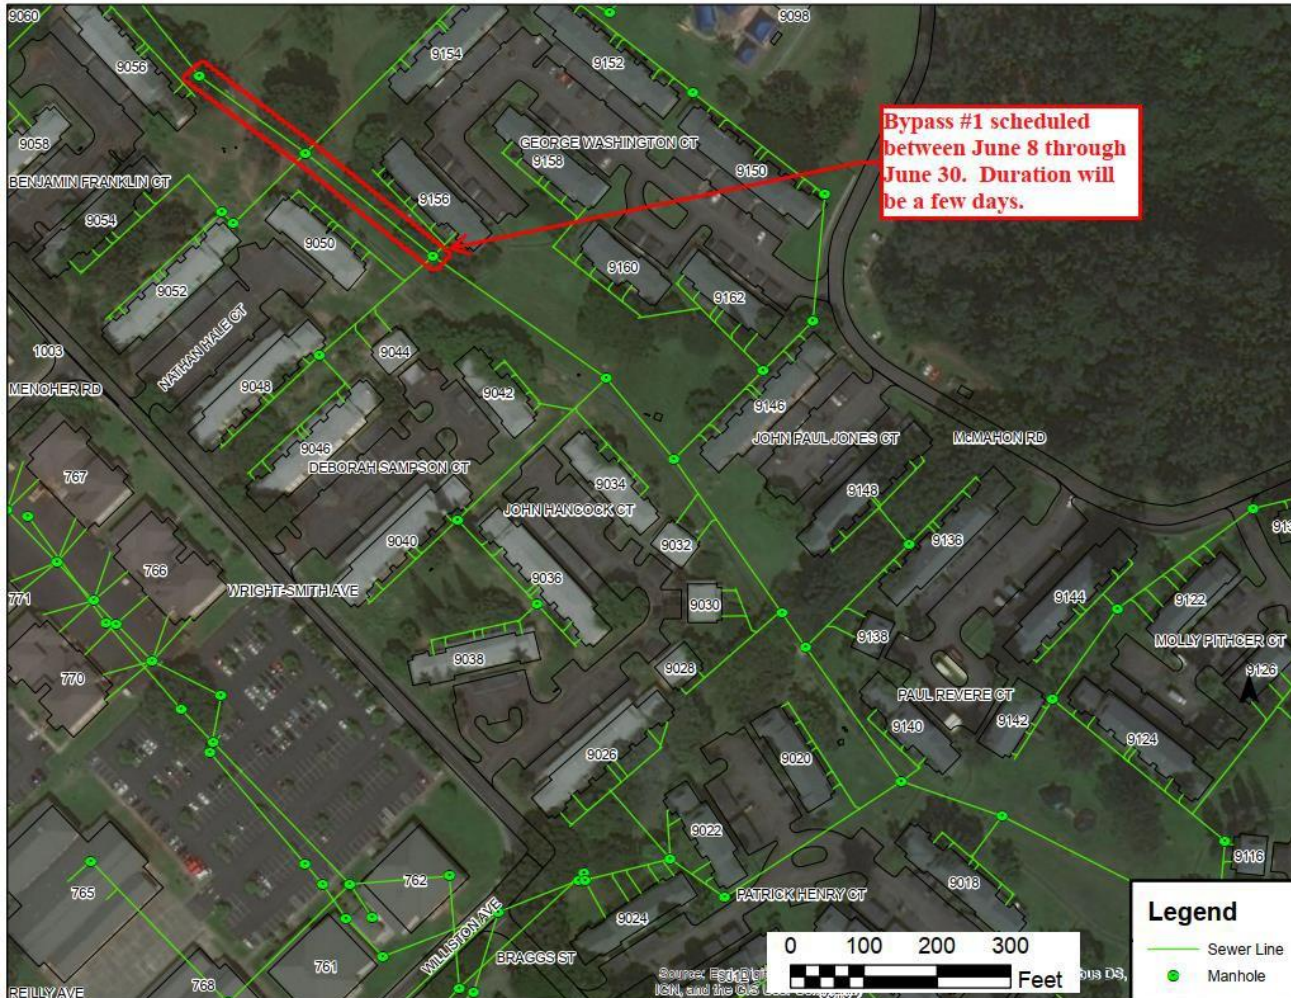 9060
9098
9056
9154
9152
Bypass #1 scheduled
between June 8 through
June 30. Duration will
be a few days.
9058
GEORGE WASHINGTON CT
9158
9150
BENJAMIN FRANKLIN CT
9156
9054
9050
9052
9160
9162
NATHAN HALE CT
1003
9044
MENOHER RD
9048
9042
9146
9046
JOHN PAUL JONES CT
McMAHON RD
DEBORAH SAMPSON CT
767
9034
9148
JOHN HANCOCK CT
9032
9040
9136
766
9036
WRIGHT-SMITH AVE
771
9030
9144
9122
9138
MOLLY PITHCER CT
9038
9028
9126
770
PAUL REVERE CT
9140
9142
9026
9020
9124
9022
9116
762
9018
765
PATRICK HENRY CT
9024
WILLISTON AVE
761
BRAGGS ST
768
REILLY AVE
0 100 200 300
Feet
Legend
Sewer Line
Manhole
Source: Esri,
IGN, and the GIS